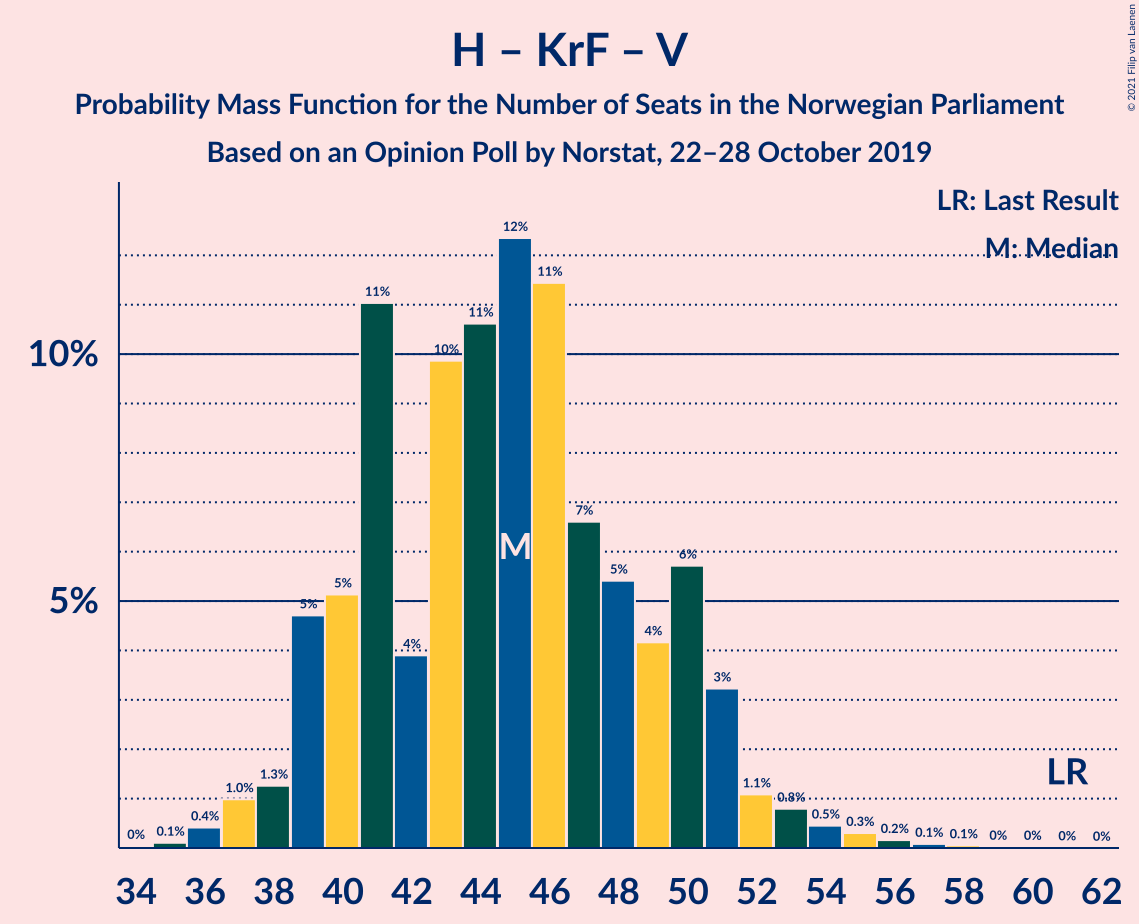 © 2021 Filip van Laenen
H – KrF – V
Probability Mass Function for the Number of Seats in the Norwegian Parliament
Based on an Opinion Poll by Norstat, 22–28 October 2019
LR: Last Result
M: Median
10%
5%
0% 0.1% 0.4% 1.0% 1.3% 5% 5% 11% 4% 10% 11% 12% 11% 7% 5% 4% 6% 3% 1.1% 0.8% 0.5% 0.3% 0.2% 0.1% 0.1% 0% 0% 0% 0%
M
LR
34 36 38 40 42 44 46 48 50 52 54 56 58 60 62